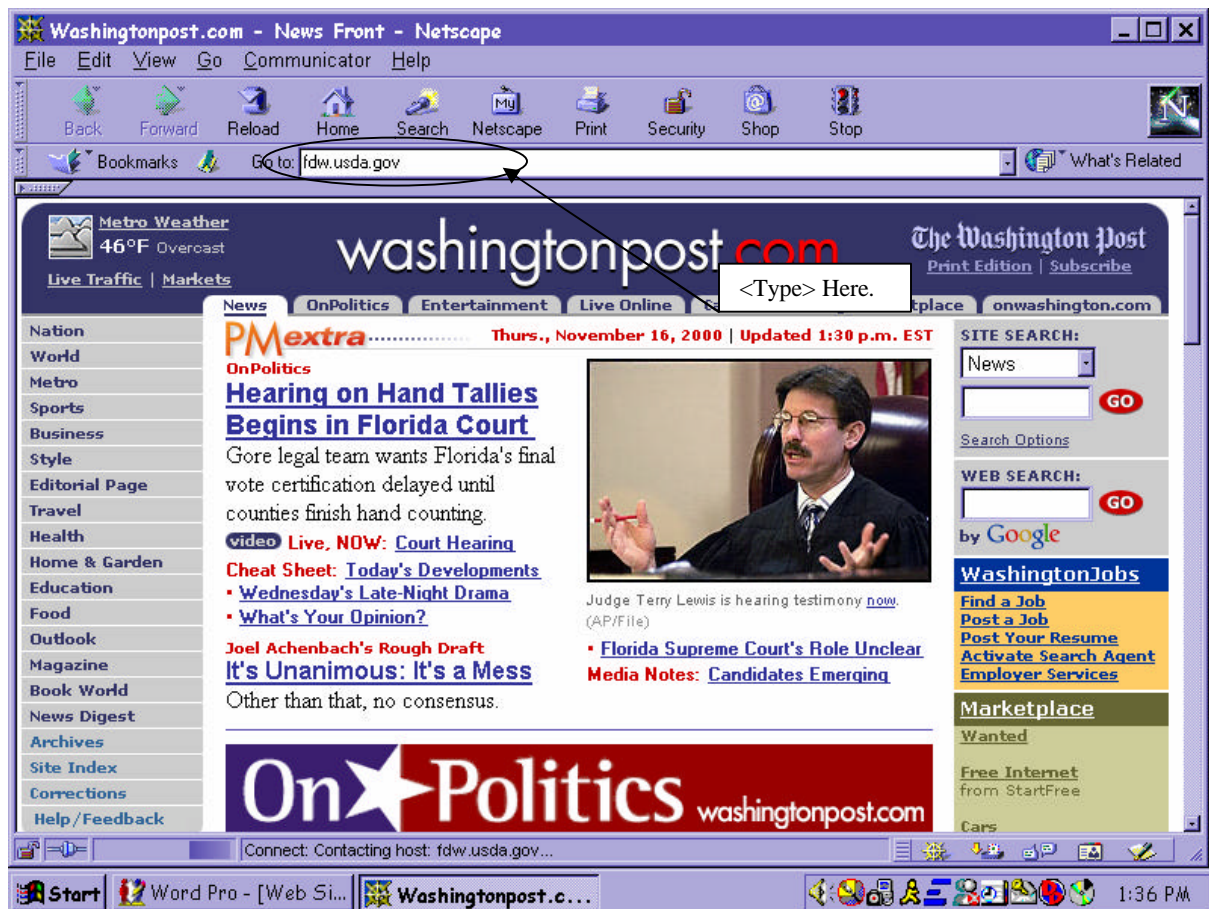 Washingtonpost.com - News Front - Netscape
File Edit View Go Communicator Help
Back Forward Reload Home Search Netscape Print Security Shop Stop
My
N
Bookmarks Go to: fdw.usda.gov What's Related
Metro Weather
46°F Overcast
Live Traffic | Markets
washingtonpost.com
The Washington Post
Print Edition | Subscribe
<Type> Here.
News OnPolitics Entertainment Live Online onwashington.com
Nation
World
Metro
Sports
Business
Style
Editorial Page
Travel
Health
Home & Garden
Education
Food
Outlook
Magazine
Book World
News Digest
Archives
Site Index
Corrections
Help/Feedback
PMextra Thurs., November 16, 2000 | Updated 1:30 p.m. EST
OnPolitics
Hearing on Hand Tallies
Begins in Florida Court
Gore legal team wants Florida's final
vote certification delayed until
counties finish hand counting.
video Live, NOW: Court Hearing
Cheat Sheet: Today's Developments
• Wednesday's Late-Night Drama
• What's Your Opinion?
Joel Achenbach's Rough Draft
It's Unanimous: It's a Mess
Other than that, no consensus.
Judge Terry Lewis is hearing testimony now.
(AP/File)
• Florida Supreme Court's Role Unclear
Media Notes: Candidates Emerging
On Politics washingtonpost.com
SITE SEARCH:
News
GO
Search Options
WEB SEARCH:
GO
by Google
WashingtonJobs
Find a Job
Post a Job
Post Your Resume
Activate Search Agent
Employer Services
Marketplace
Wanted
Free Internet
from StartFree
Cars
Connect: Contacting host: fdw.usda.gov...
Start Word Pro - [Web Si... Washingtonpost.c... 1:36 PM